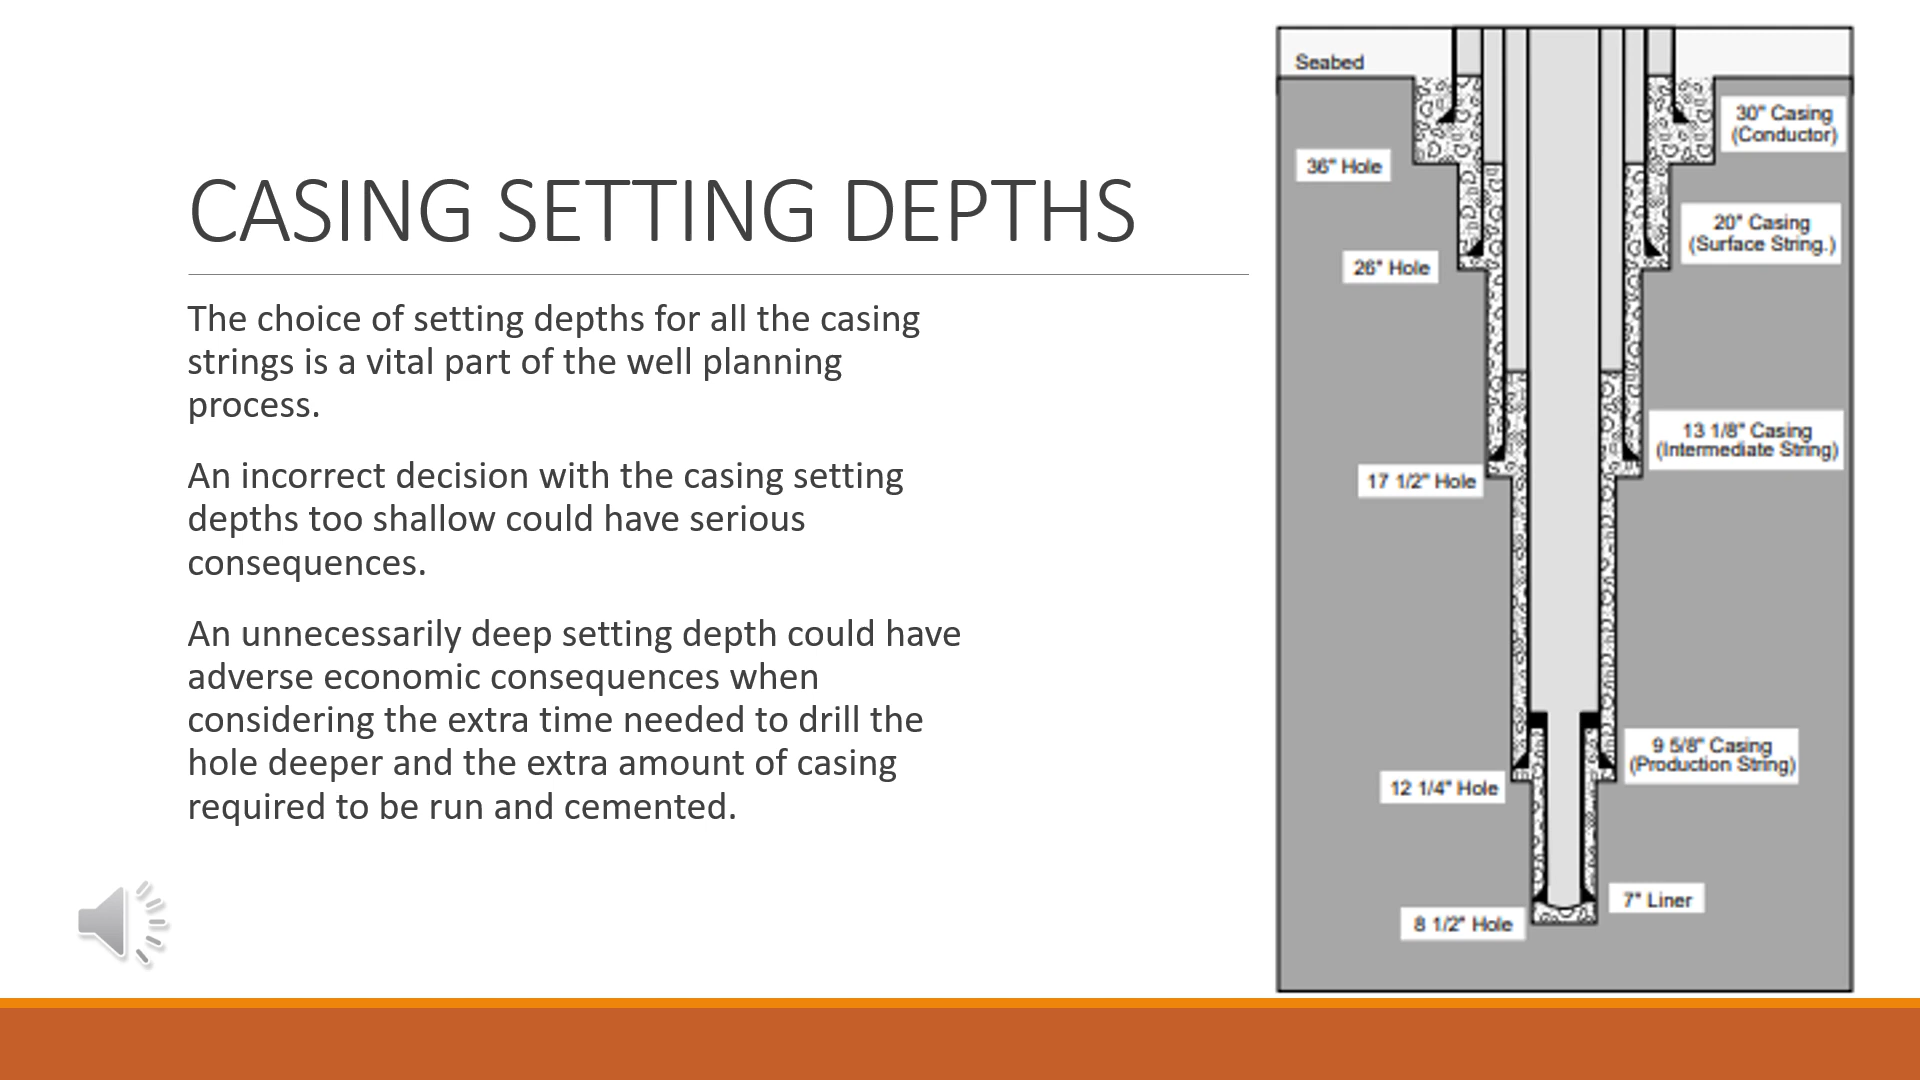 CASING SETTING DEPTHS
The choice of setting depths for all the casing
strings is a vital part of the well planning
process.
An incorrect decision with the casing setting
depths too shallow could have serious
consequences.
An unnecessarily deep setting depth could have
adverse economic consequences when
considering the extra time needed to drill the
hole deeper and the extra amount of casing
required to be run and cemented.
Seabed
30" Casing
(Conductor)
36" Hole
20" Casing
(Surface String.)
26" Hole
13 1/8" Casing
(Intermediate String)
17 1/2" Hole
9 5/8" Casing
(Production String)
12 1/4" Hole
7" Liner
8 1/2" Hole